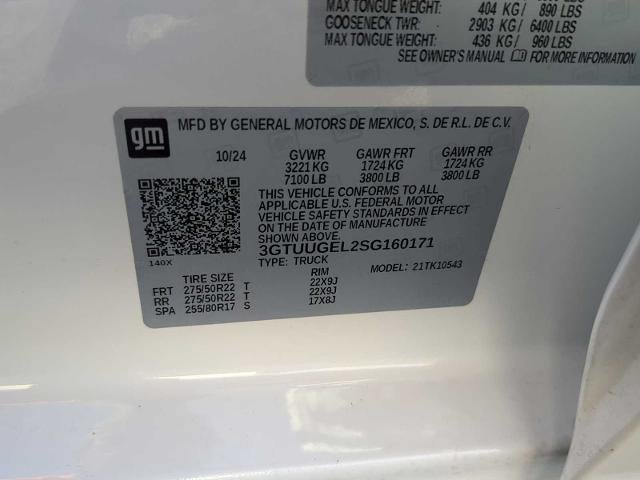 MAX TONGUE WEIGHT: 404 KG/ 890 LBS
GOOSENECK TWR: 2903 KG/ 6400 LBS
MAX TONGUE WEIGHT: 436 KG/ 960 LBS
SEE OWNER'S MANUAL FOR MORE INFORMATION
gm MFD BY GENERAL MOTORS DE MEXICO, S. DE R.L. DE C.V.
10/24 GVWR GAWR FRT GAWR RR
3221 KG 1724 KG 1724 KG
7100 LB 3800 LB 3800 LB
THIS VEHICLE CONFORMS TO ALL
APPLICABLE U.S. FEDERAL MOTOR
VEHICLE SAFETY STANDARDS IN EFFECT
ON THE DATE OF MANUFACTURE SHOWN ABOVE.
3GTUUGEL2SG160171
140X TYPE: TRUCK MODEL: 21TK10543
TIRE SIZE RIM
FRT 275/50R22 T 22X9J
RR 275/50R22 T 22X9J
SPA 255/80R17 S 17X8J